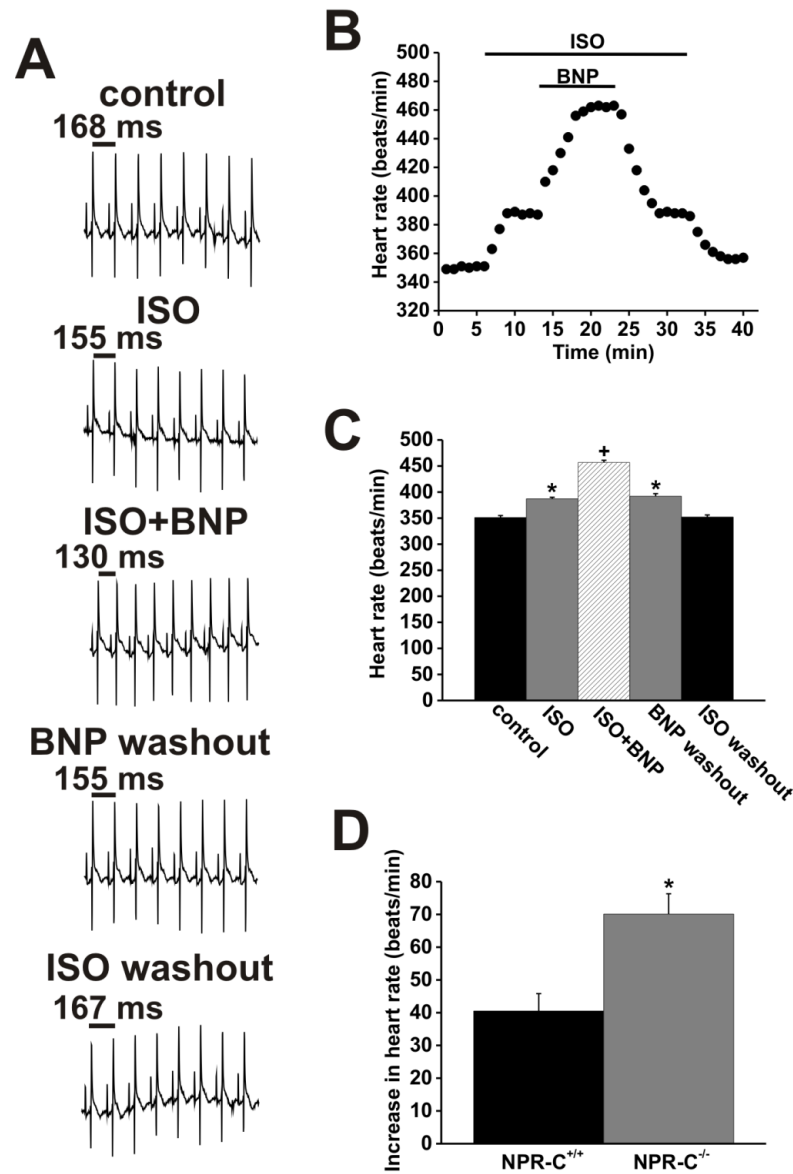 A
control
168 ms
ISO
155 ms
ISO+BNP
130 ms
BNP washout
155 ms
ISO washout
167 ms
B
ISO
BNP
Heart rate (beats/min)
500
480
460
440
420
400
380
360
340
320
0 5 10 15 20 25 30 35 40
Time (min)
C
Heart rate (beats/min)
500
450
400
350
300
250
200
150
100
50
0
* + *
control
ISO
ISO+BNP
BNP washout
ISO washout
D
Increase in heart rate (beats/min)
80
70
60
50
40
30
20
10
0
*
NPR-C+/+ NPR-C-/-